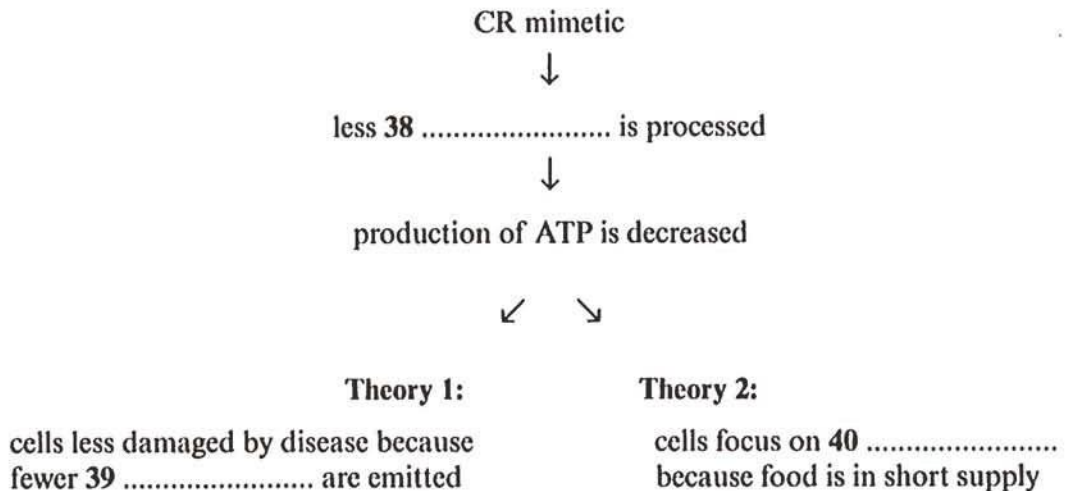 CR mimetic
↓
less 38 ........................ is processed
↓
production of ATP is decreased
↙ ↘
Theory 1: Theory 2:
cells less damaged by disease because
fewer 39 ........................ are emitted
cells focus on 40 .........................
because food is in short supply